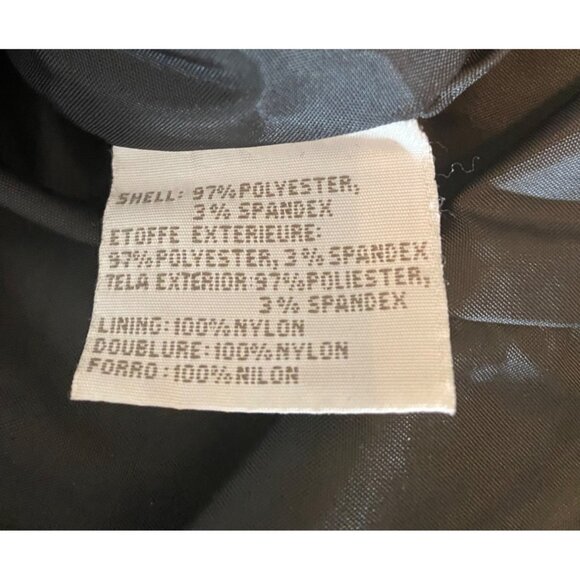 SHELL: 97% POLYESTER,
3% SPANDEX
ETOFFE EXTERIEURE:
97% POLYESTER, 3% SPANDEX
TELA EXTERIOR: 97% POLIESTER,
3% SPANDEX
LINING: 100% NYLON
DOUBLURE: 100% NYLON
FORRO: 100% NILON